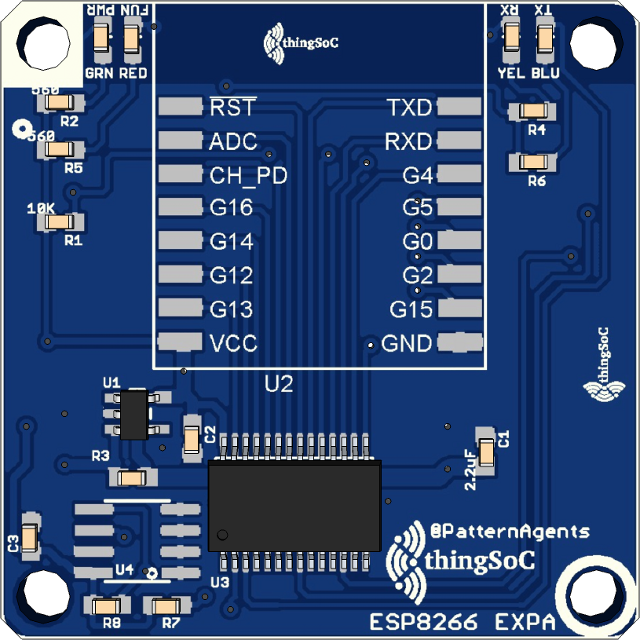 PWR FUN
GRN RED
thingSoC
RX TX
YEL BLU
560
R2
560
R5
10K
R1
R4
R6
RST TXD
ADC RXD
CH_PD G4
G16 G5
G14 G0
G12 G2
G13 G15
VCC GND
U2
thingSoC
U1
C2
R3
C1
2.2uF
C3
U4
U3
@PatternAgents
thingSoC
R8 R7
ESP8266 EXPA